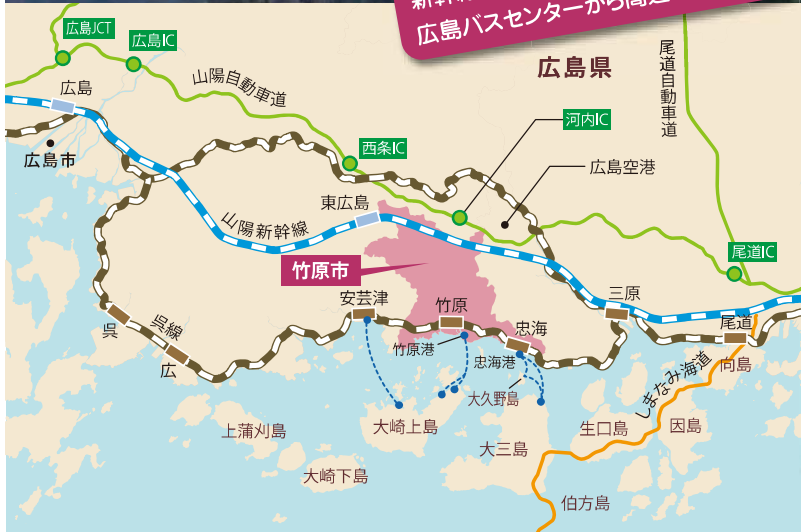 広島バスセンターから高速
広島JCT
広島IC
広島県
尾道自動車道
山陽自動車道
広島
河内IC
西条IC
広島市
広島空港
東広島
山陽新幹線
尾道IC
竹原市
安芸津
竹原
三原
忠海
尾道
呉
呉線
竹原港
忠海港
広
向島
しまなみ海道
大久野島
上蒲刈島
大崎上島
生口島
因島
大三島
大崎下島
伯方島